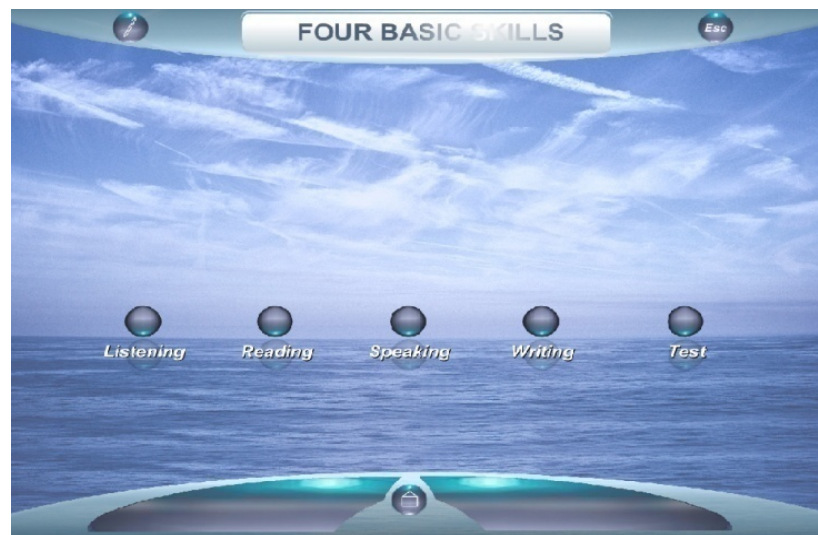 FOUR BASIC SKILLS
Esc
Listening
Reading
Speaking
Writing
Test